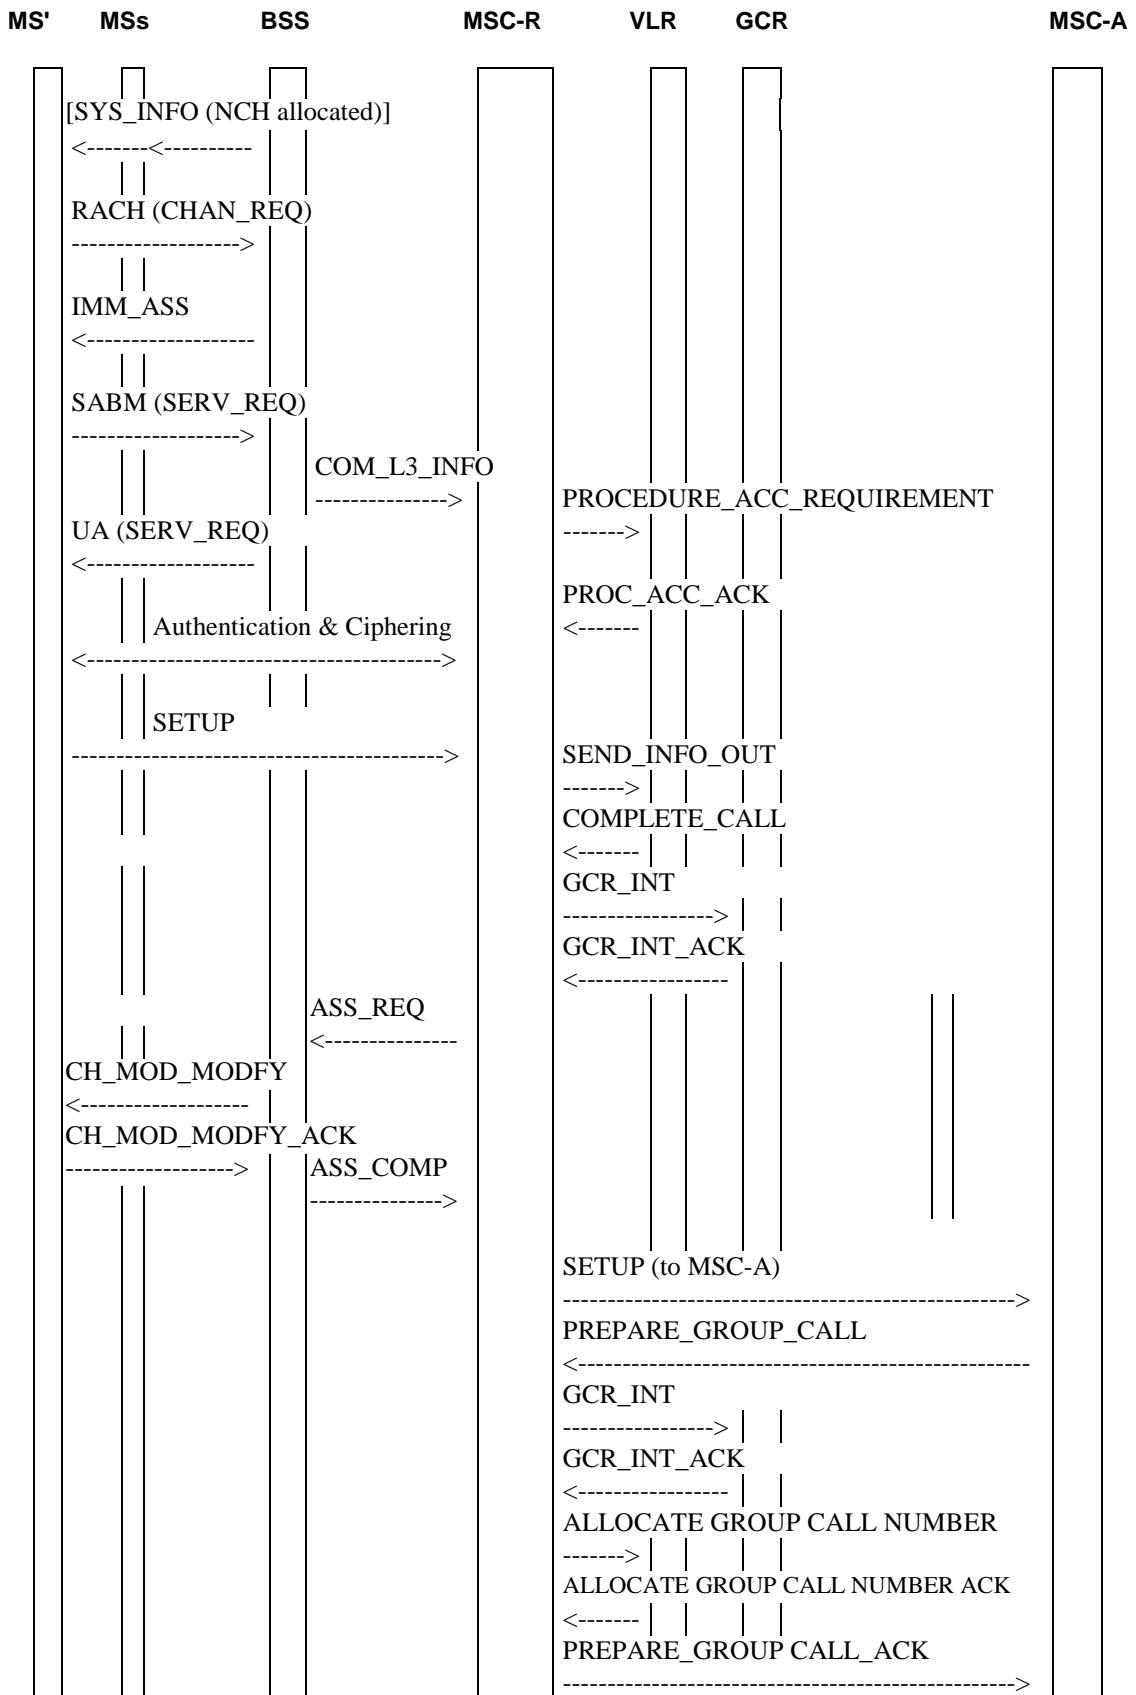 MS' MSs BSS MSC-R VLR GCR MSC-A
[SYS_INFO (NCH allocated)]
<-------<----------
RACH (CHAN_REQ)
------------------->
IMM_ASS
<-------------------
SABM (SERV_REQ)
------------------->
COM_L3_INFO
---------------> PROCEDURE_ACC_REQUIREMENT
UA (SERV_REQ) ------->
<-------------------
PROC_ACC_ACK
Authentication & Ciphering <-------
<---------------------------------------->
SETUP
------------------------------------------> SEND_INFO_OUT
------->
COMPLETE_CALL
<-------
GCR_INT
----------------->
GCR_INT_ACK
<-----------------
ASS_REQ
<---------------
CH_MOD_MODFY
<-------------------
CH_MOD_MODFY_ACK
-------------------> ASS_COMP
--------------->
SETUP (to MSC-A)
--------------------------------------------------->
PREPARE_GROUP_CALL
<---------------------------------------------------
GCR_INT
----------------->
GCR_INT_ACK
<-----------------
ALLOCATE GROUP CALL NUMBER
------->
ALLOCATE GROUP CALL NUMBER ACK
<-------
PREPARE_GROUP CALL_ACK
--------------------------------------------------->